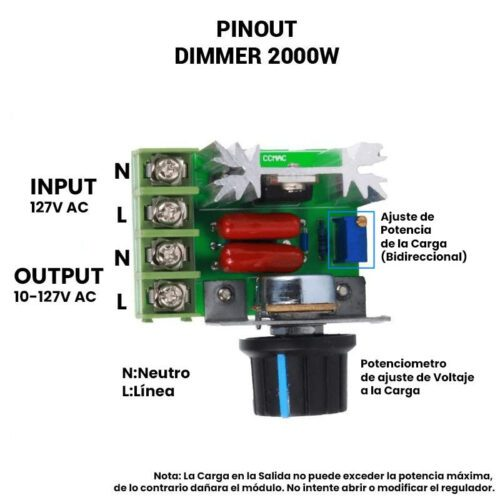 PINOUT
DIMMER 2000W
CCMAC
N
INPUT
127V AC
L
Ajuste de
Potencia
de la Carga
(Bidireccional)
N
OUTPUT
10-127V AC
L
N:Neutro
L:Línea
Potenciometro
de ajuste de Voltaje
a la Carga
Nota: La Carga en la Salida no puede exceder la potencia máxima,
de lo contrario dañara el módulo. No intente abrir o modificar el regulador.